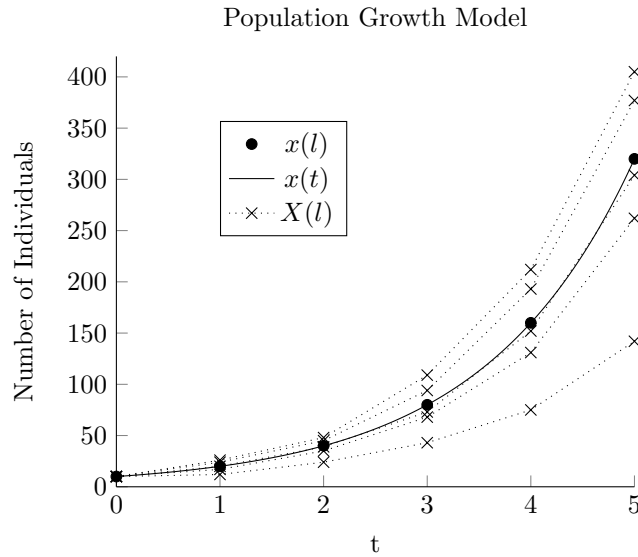 Population Growth Model
Number of Individuals
400
350
300
250
200
150
100
50
0
x(l)
x(t)
X(l)
0 1 2 3 4 5
t